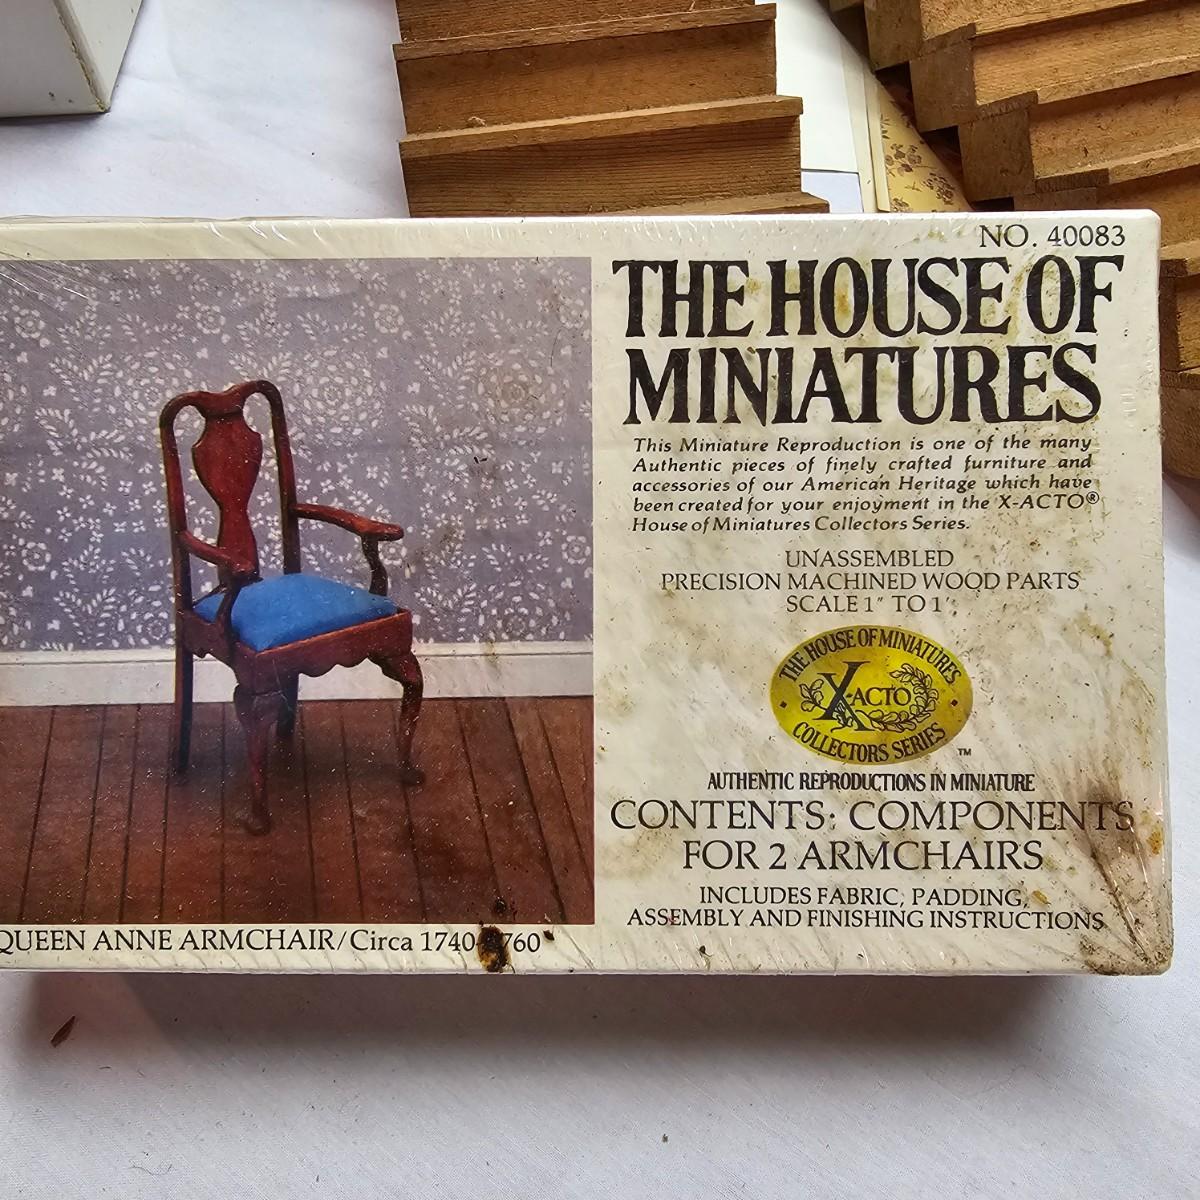 NO. 40083
THE HOUSE OF
MINIATURES
This Miniature Reproduction is one of the many
Authentic pieces of finely crafted furniture and
accessories of our American Heritage which have
been created for your enjoyment in the X-ACTO®
House of Miniatures Collectors Series.
UNASSEMBLED
PRECISION MACHINED WOOD PARTS
SCALE 1" TO 1'
THE HOUSE OF MINIATURES
X-ACTO
COLLECTORS SERIES
TM
AUTHENTIC REPRODUCTIONS IN MINIATURE
CONTENTS: COMPONENTS
FOR 2 ARMCHAIRS
INCLUDES FABRIC, PADDING,
ASSEMBLY AND FINISHING INSTRUCTIONS
QUEEN ANNE ARMCHAIR/Circa 1740-1760